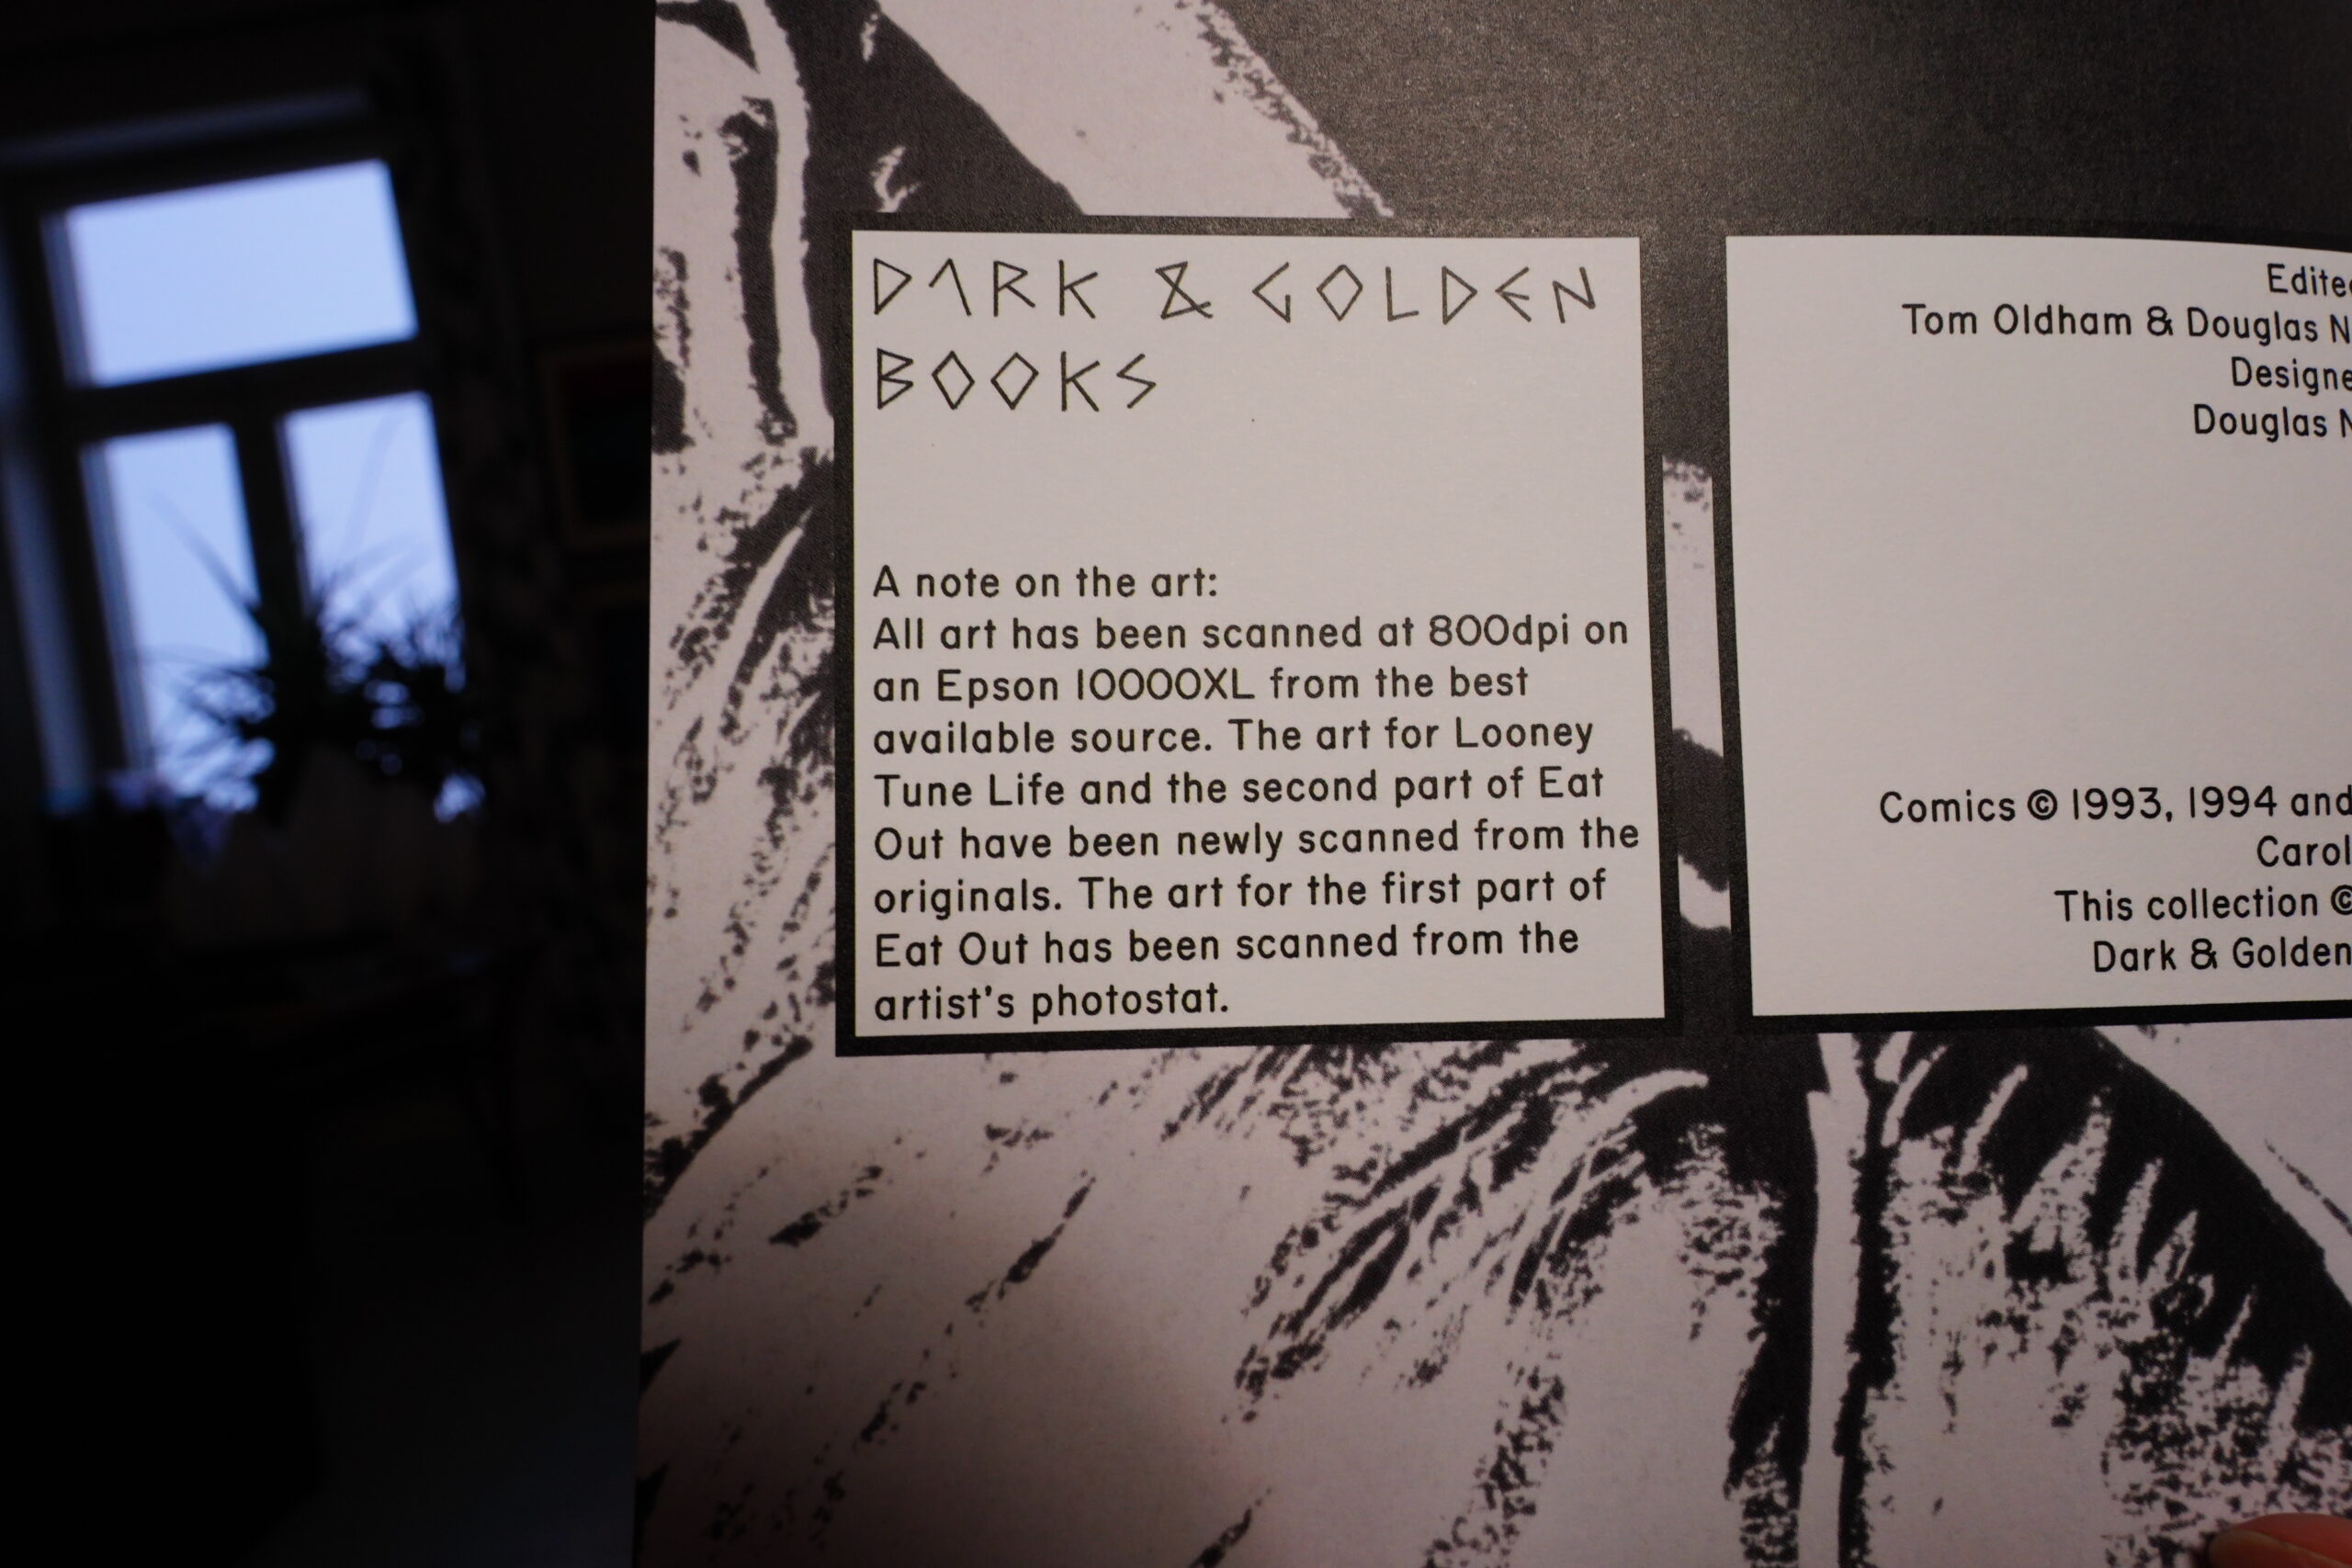 DARK & GOLDEN
BOOKS
A note on the art:
All art has been scanned at 800dpi on
an Epson 10000XL from the best
available source. The art for Looney
Tune Life and the second part of Eat
Out have been newly scanned from the
originals. The art for the first part of
Eat Out has been scanned from the
artist's photostat.
Tom Oldham & Douglas
Douglas
Comics © 1993, 1994 and
This collection ©
Dark & Golden